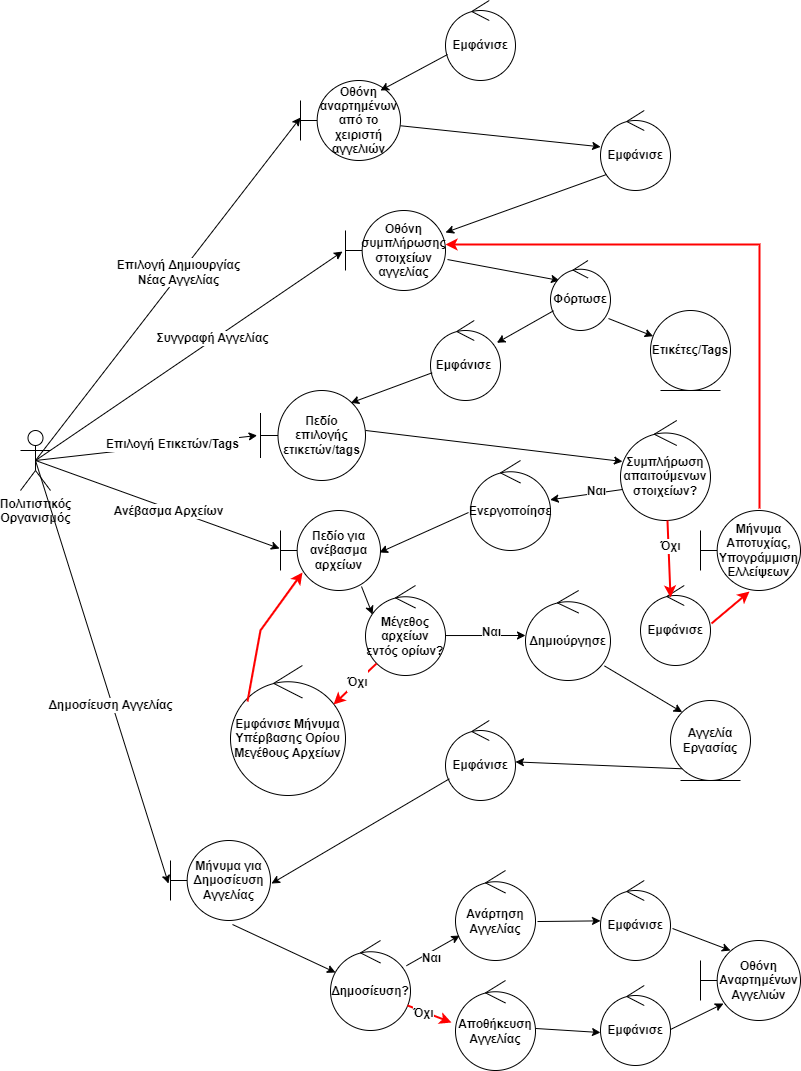 Εμφάνισε
Οθόνη
αναρτημένων
από το
χειριστή
αγγελιών
Εμφάνισε
Επιλογή Δημιουργίας
Νέας Αγγελίας
Οθόνη
συμπλήρωσης
στοιχείων
αγγελίας
Φόρτωσε
Συγγραφή Αγγελίας
Ετικέτες/Tags
Εμφάνισε
Πεδίο
επιλογής
ετικετών/tags
Επιλογή Ετικετών/Tags
Συμπλήρωση
απαιτούμενων
στοιχείων?
Ναι
Πολιτιστικός
Οργανισμός
Ανέβασμα Αρχείων
Ενεργοποίησε
Πεδίο για
ανέβασμα
αρχείων
Όχι
Μήνυμα
Αποτυχίας,
Υπογράμμιση
Ελλείψεων
Μέγεθος
αρχείων
εντός ορίων?
Ναι
Δημιούργησε
Εμφάνισε
Όχι
Δημοσίευση Αγγελίας
Εμφάνισε Μήνυμα
Υπέρβασης Ορίου
Μεγέθους Αρχείων
Αγγελία
Εργασίας
Εμφάνισε
Μήνυμα για
Δημοσίευση
Αγγελίας
Ανάρτηση
Αγγελίας
Εμφάνισε
Ναι
Δημοσίευση?
Οθόνη
Αναρτημένων
Αγγελιών
Όχι
Αποθήκευση
Αγγελίας
Εμφάνισε